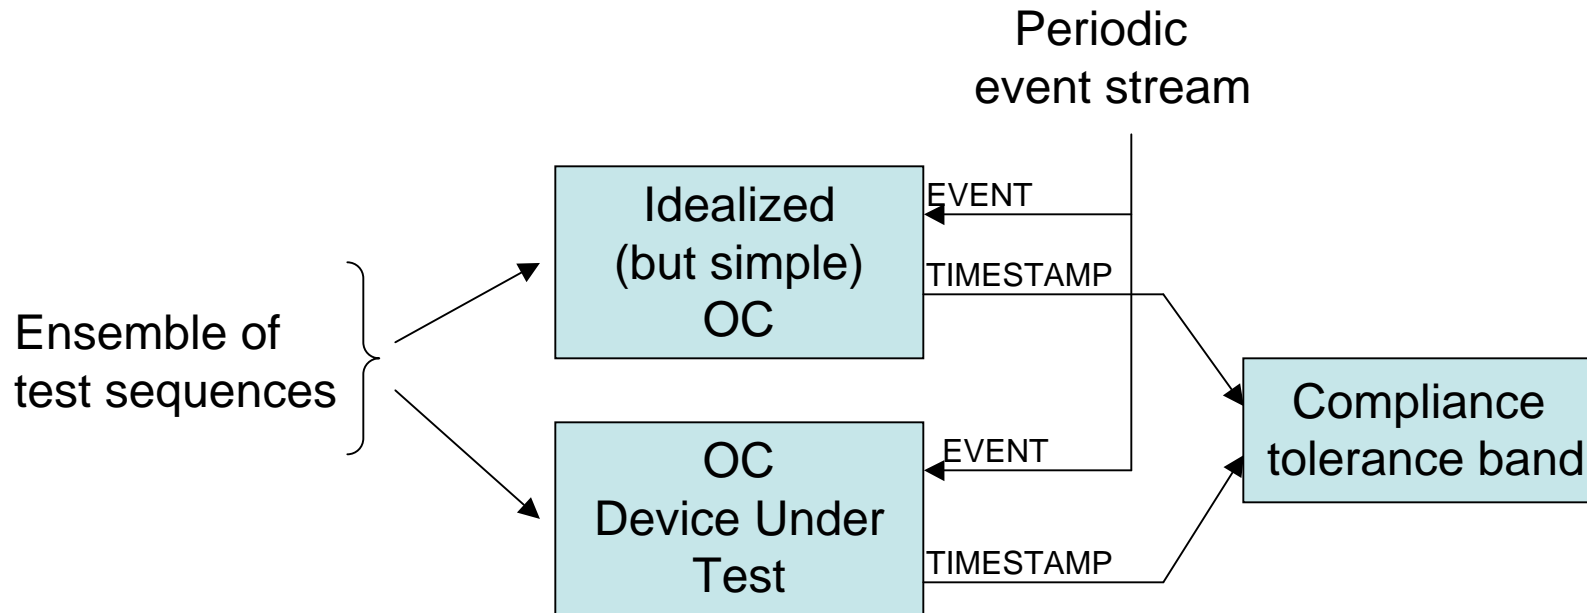 Periodic
event stream
Idealized
(but simple)
OC
EVENT
TIMESTAMP
Ensemble of
test sequences
OC
Device Under
Test
EVENT
TIMESTAMP
Compliance
tolerance band